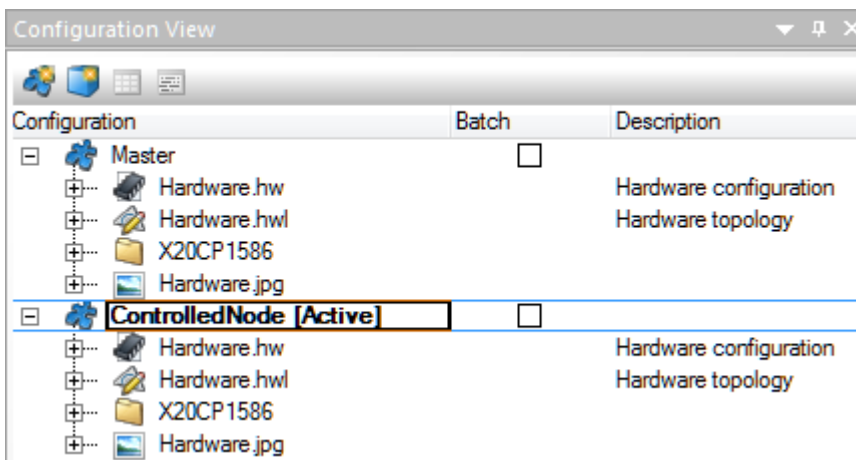 Configuration View
Configuration Batch Description
Master
Hardware.hw Hardware configuration
Hardware.hwl Hardware topology
X20CP1586
Hardware.jpg
ControlledNode [Active]
Hardware.hw Hardware configuration
Hardware.hwl Hardware topology
X20CP1586
Hardware.jpg